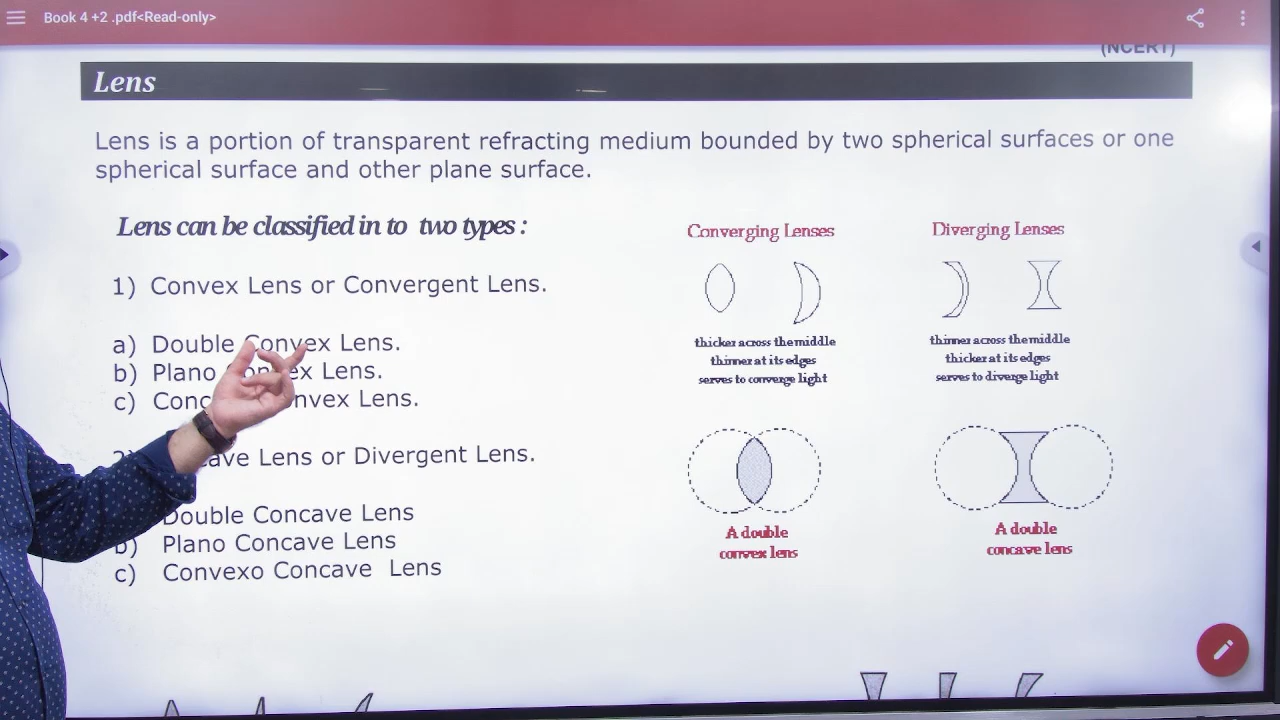 Book 4 +2 .pdf<Read-only>
(NCERT)
Lens
Lens is a portion of transparent refracting medium bounded by two spherical surfaces or one
spherical surface and other plane surface.
Lens can be classified in to two types :
1) Convex Lens or Convergent Lens.
a) Double Convex Lens.
b) Plano Convex Lens.
c) Lens.
Lens or Divergent Lens.
Double Concave Lens
b) Plano Concave Lens
c) Convexo Concave Lens
Converging Lenses
thicker across the middle
thinner at its edges
serves to converge light
A double
convex lens
Diverging Lenses
thinner across the middle
thicker at its edges
serves to diverge light
A double
concave lens